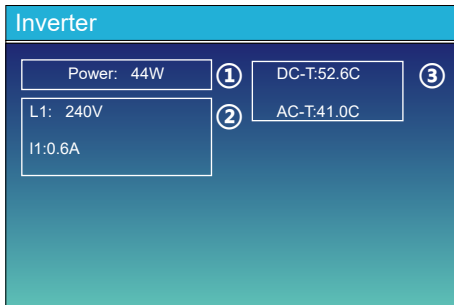 Inverter
Power: 44W
①
L1: 240V
I1:0.6A
②
DC-T:52.6C
AC-T:41.0C
③